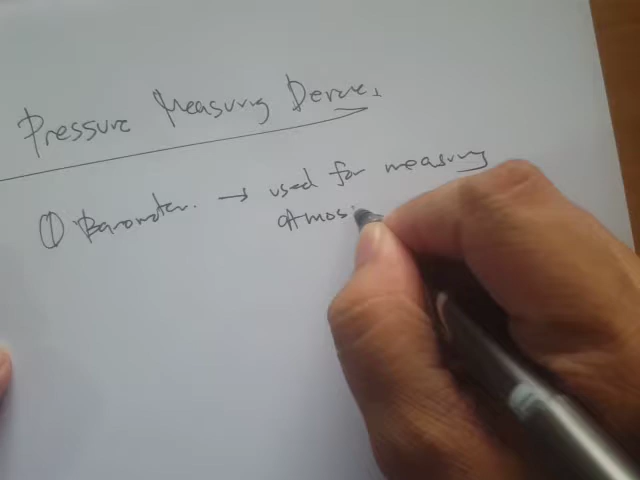 Pressure Measuring Devices
① Barometer. → used for measuring
atmos